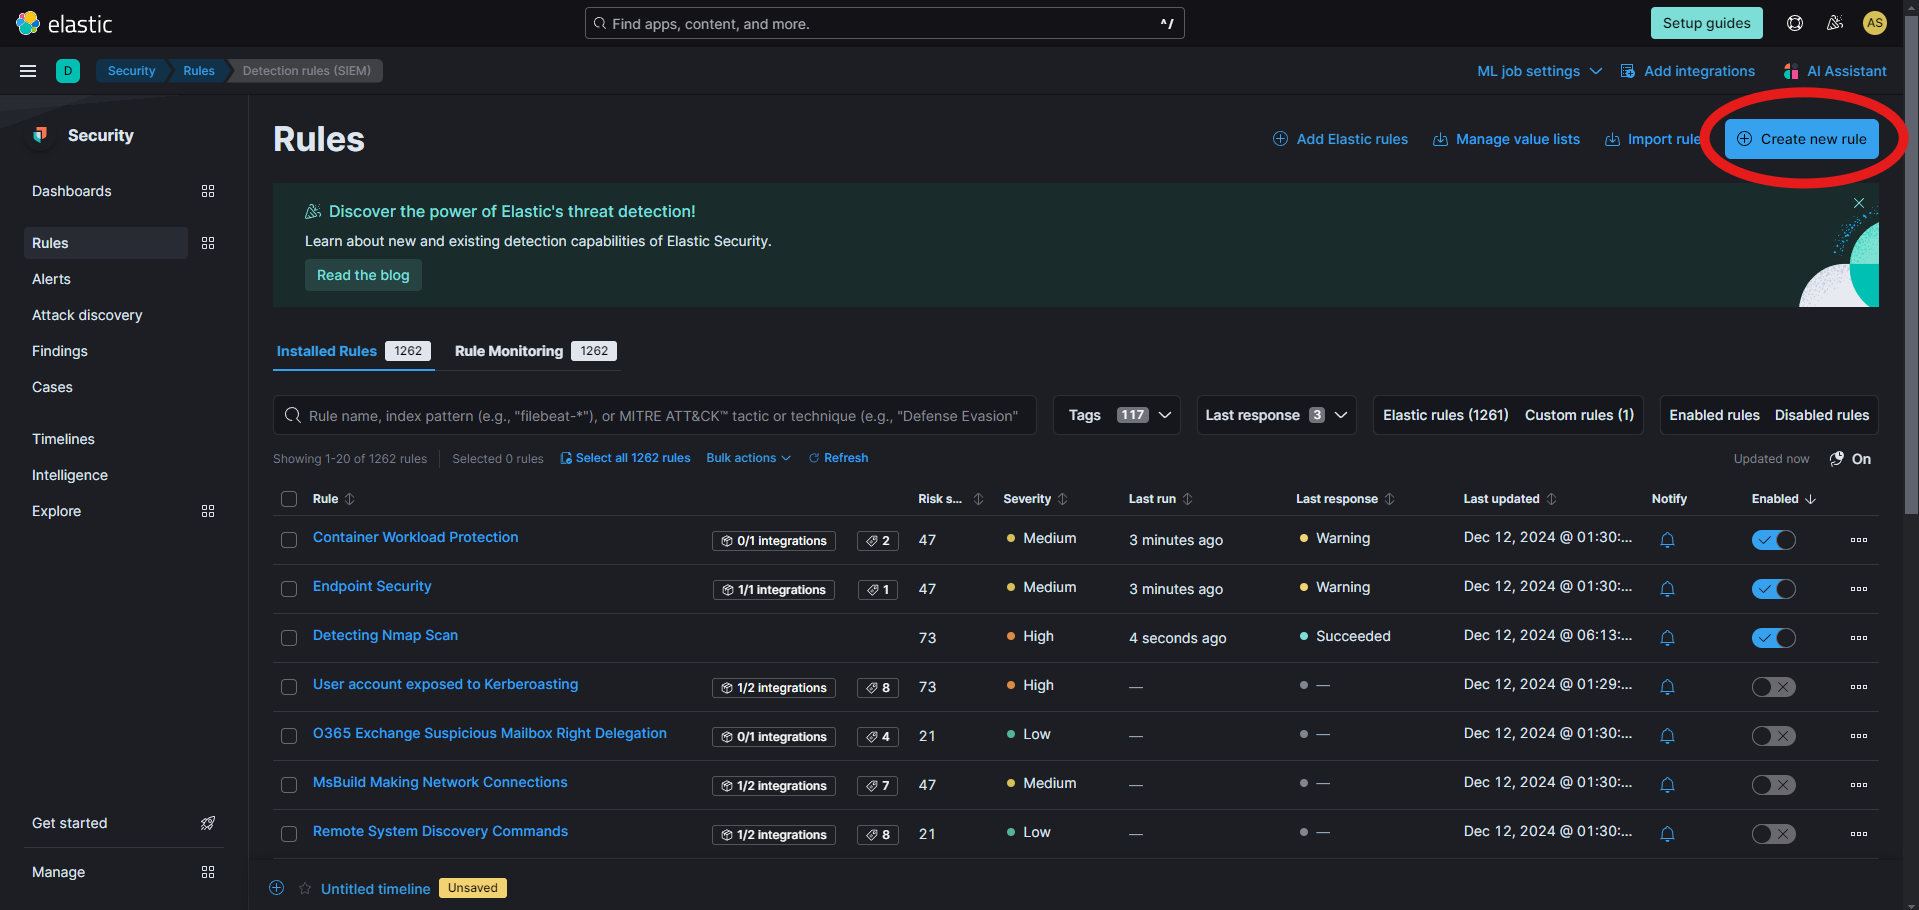 elastic
Find apps, content, and more. ^/
Setup guides
AS
D
Security Rules Detection rules (SIEM)
ML job settings Add integrations AI Assistant
Security
Dashboards
Rules
Alerts
Attack discovery
Findings
Cases
Timelines
Intelligence
Explore
Get started
Manage
Rules
Add Elastic rules Manage value lists Import rule Create new rule
Discover the power of Elastic's threat detection!
Learn about new and existing detection capabilities of Elastic Security.
Read the blog
Installed Rules 1262 Rule Monitoring 1262
Rule name, index pattern (e.g., "filebeat-*"), or MITRE ATT&CK™ tactic or technique (e.g., "Defense Evasion"
Tags 117 Last response 3 Elastic rules (1261) Custom rules (1) Enabled rules Disabled rules
Showing 1-20 of 1262 rules Selected 0 rules Select all 1262 rules Bulk actions Refresh Updated now On
Rule Risk s... Severity Last run Last response Last updated Notify Enabled
Container Workload Protection 0/1 integrations 2 47 Medium 3 minutes ago Warning Dec 12, 2024 @ 01:30:...
Endpoint Security 1/1 integrations 1 47 Medium 3 minutes ago Warning Dec 12, 2024 @ 01:30:...
Detecting Nmap Scan 73 High 4 seconds ago Succeeded Dec 12, 2024 @ 06:13:...
User account exposed to Kerberoasting 1/2 integrations 8 73 High — — Dec 12, 2024 @ 01:29:...
O365 Exchange Suspicious Mailbox Right Delegation 0/1 integrations 4 21 Low — — Dec 12, 2024 @ 01:30:...
MsBuild Making Network Connections 1/2 integrations 7 47 Medium — — Dec 12, 2024 @ 01:30:...
Remote System Discovery Commands 1/2 integrations 8 21 Low — — Dec 12, 2024 @ 01:30:...
Untitled timeline Unsaved